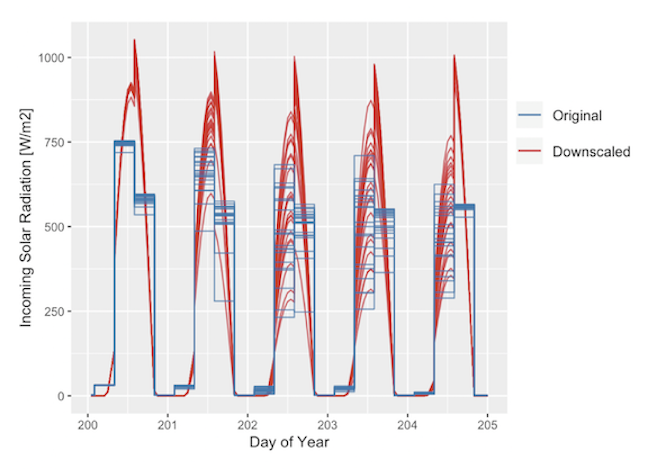 1000
750
500
250
0
200 201 202 203 204 205
Day of Year
Incoming Solar Radiation [W/m2]
Original
Downscaled